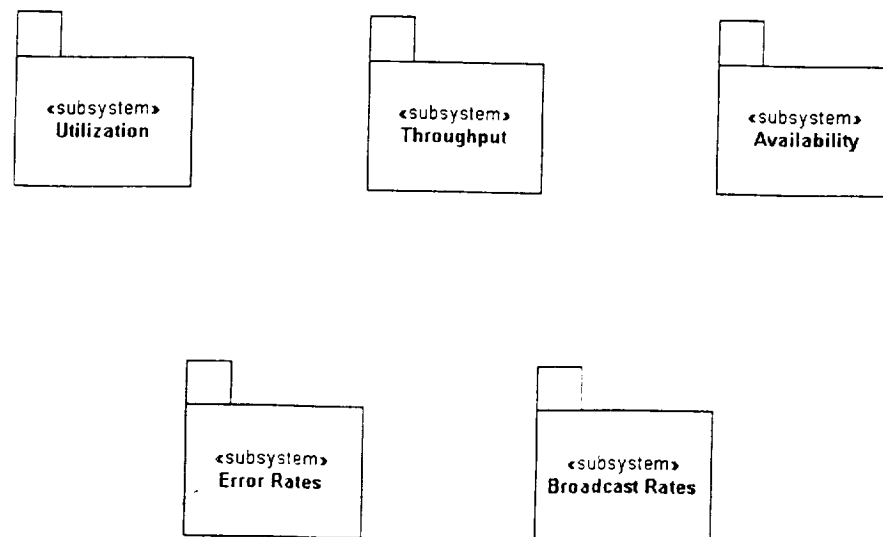 «subsystem»
Utilization
«subsystem»
Throughput
«subsystem»
Availability
«subsystem»
Error Rates
«subsystem»
Broadcast Rates